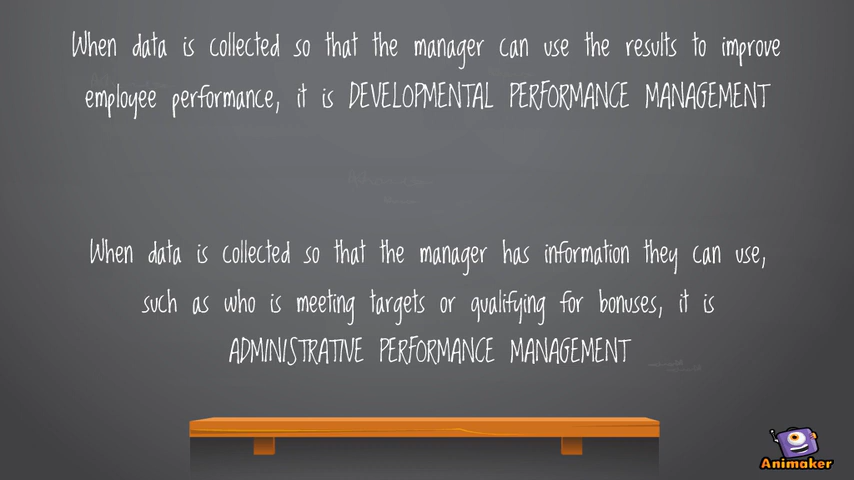 When data is collected so that the manager can use the results to improve
employee performance, it is DEVELOPMENTAL PERFORMANCE MANAGEMENT
When data is collected so that the manager has information they can use,
such as who is meeting targets or qualifying for bonuses, it is
ADMINISTRATIVE PERFORMANCE MANAGEMENT
Animaker